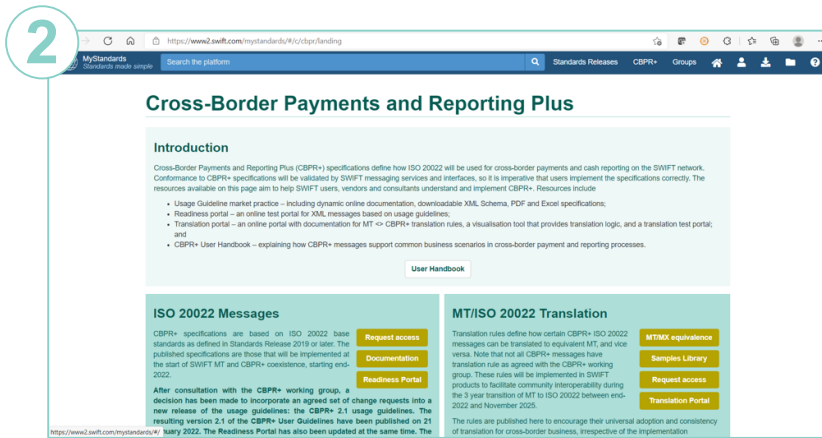 2
https://www2.swift.com/mystandards/#/c/cbpr/landing
MyStandards
Standards made simple
Search the platform
Standards Releases CBPR+ Groups
Cross-Border Payments and Reporting Plus
Introduction
Cross-Border Payments and Reporting Plus (CBPR+) specifications define how ISO 20022 will be used for cross-border payments and cash reporting on the SWIFT network.
Conformance to CBPR+ specifications will be validated by SWIFT messaging services and interfaces, so it is imperative that users implement the specifications correctly. The
resources available on this page aim to help SWIFT users, vendors and consultants understand and implement CBPR+. Resources include
• Usage Guideline market practice – including dynamic online documentation, downloadable XML Schema, PDF and Excel specifications;
• Readiness portal – an online test portal for XML messages based on usage guidelines;
• Translation portal – an online portal with documentation for MT <> CBPR+ translation rules, a visualisation tool that provides translation logic, and a translation test portal;
and
• CBPR+ User Handbook – explaining how CBPR+ messages support common business scenarios in cross-border payment and reporting processes.
User Handbook
ISO 20022 Messages
CBPR+ specifications are based on ISO 20022 base
standards as defined in Standards Release 2019 or later. The
published specifications are those that will be implemented at
the start of SWIFT MT and CBPR+ coexistence, starting end-
2022.
After consultation with the CBPR+ working group, a
decision has been made to incorporate an agreed set of change requests into a
new release of the usage guidelines: the CBPR+ 2.1 usage guidelines. The
resulting version 2.1 of the CBPR+ User Guidelines have been published on 21
nuary 2022. The Readiness Portal has also been updated at the same time. The
Request access
Documentation
Readiness Portal
MT/ISO 20022 Translation
Translation rules define how certain CBPR+ ISO 20022
messages can be translated to equivalent MT, and vice
versa. Note that not all CBPR+ messages have
translation rule as agreed with the CBPR+ working
group. These rules will be implemented in SWIFT
products to facilitate community interoperability during
the 3 year transition of MT to ISO 20022 between end-
2022 and November 2025.
The rules are published here to encourage their universal adoption and consistency
of translation for cross-border business, irrespective of the implementation
MT/MX equivalence
Samples Library
Request access
Translation Portal
https://www2.swift.com/mystandards/#/